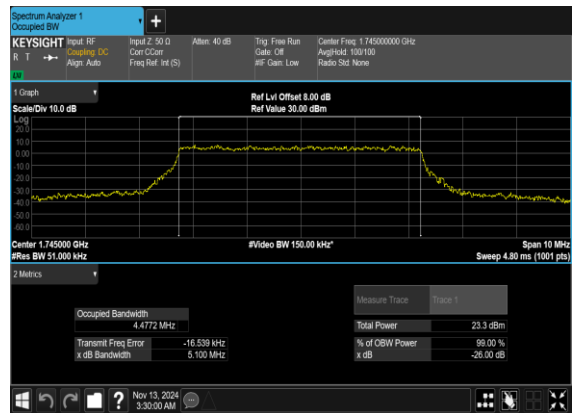 Spectrum Analyzer 1
Occupied BW
+
KEYSIGHT Input: RF Input Z: 50 Ω Atten: 40 dB Trig: Free Run Center Freq: 1.745000000 GHz
R T Coupling: DC Corr CCorr Gate: Off Avg|Hold: 100/100
Align: Auto Freq Ref: Int (S) #IF Gain: Low Radio Std: None
1 Graph
Scale/Div 10.0 dB
Ref Lvl Offset 8.00 dB
Ref Value 30.00 dBm
Log
20.0
10.0
0.00
-10.0
-20.0
-30.0
-40.0
-50.0
-60.0
Center 1.745000 GHz #Video BW 150.00 kHz* Span 10 MHz
#Res BW 51.000 kHz Sweep 4.80 ms (1001 pts)
2 Metrics
Measure Trace Trace 1
Occupied Bandwidth
4.4772 MHz
Total Power 23.3 dBm
Transmit Freq Error -16.539 kHz % of OBW Power 99.00 %
x dB Bandwidth 5.100 MHz x dB -26.00 dB
? Nov 13, 2024
3:30:00 AM